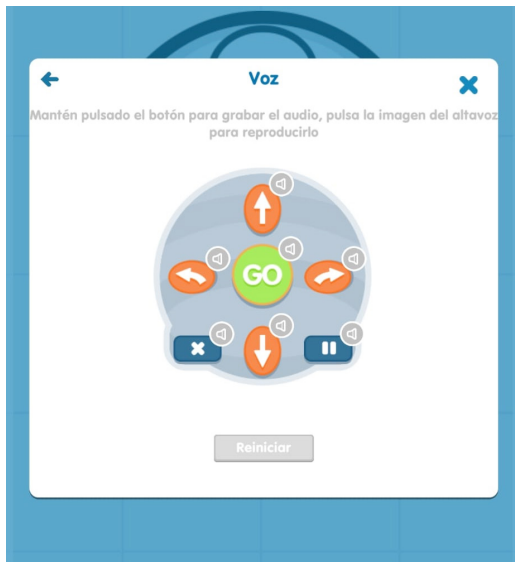 Voz
Mantén pulsado el botón para grabar el audio, pulsa la imagen del altavoz
para reproducirlo
GO
Reiniciar